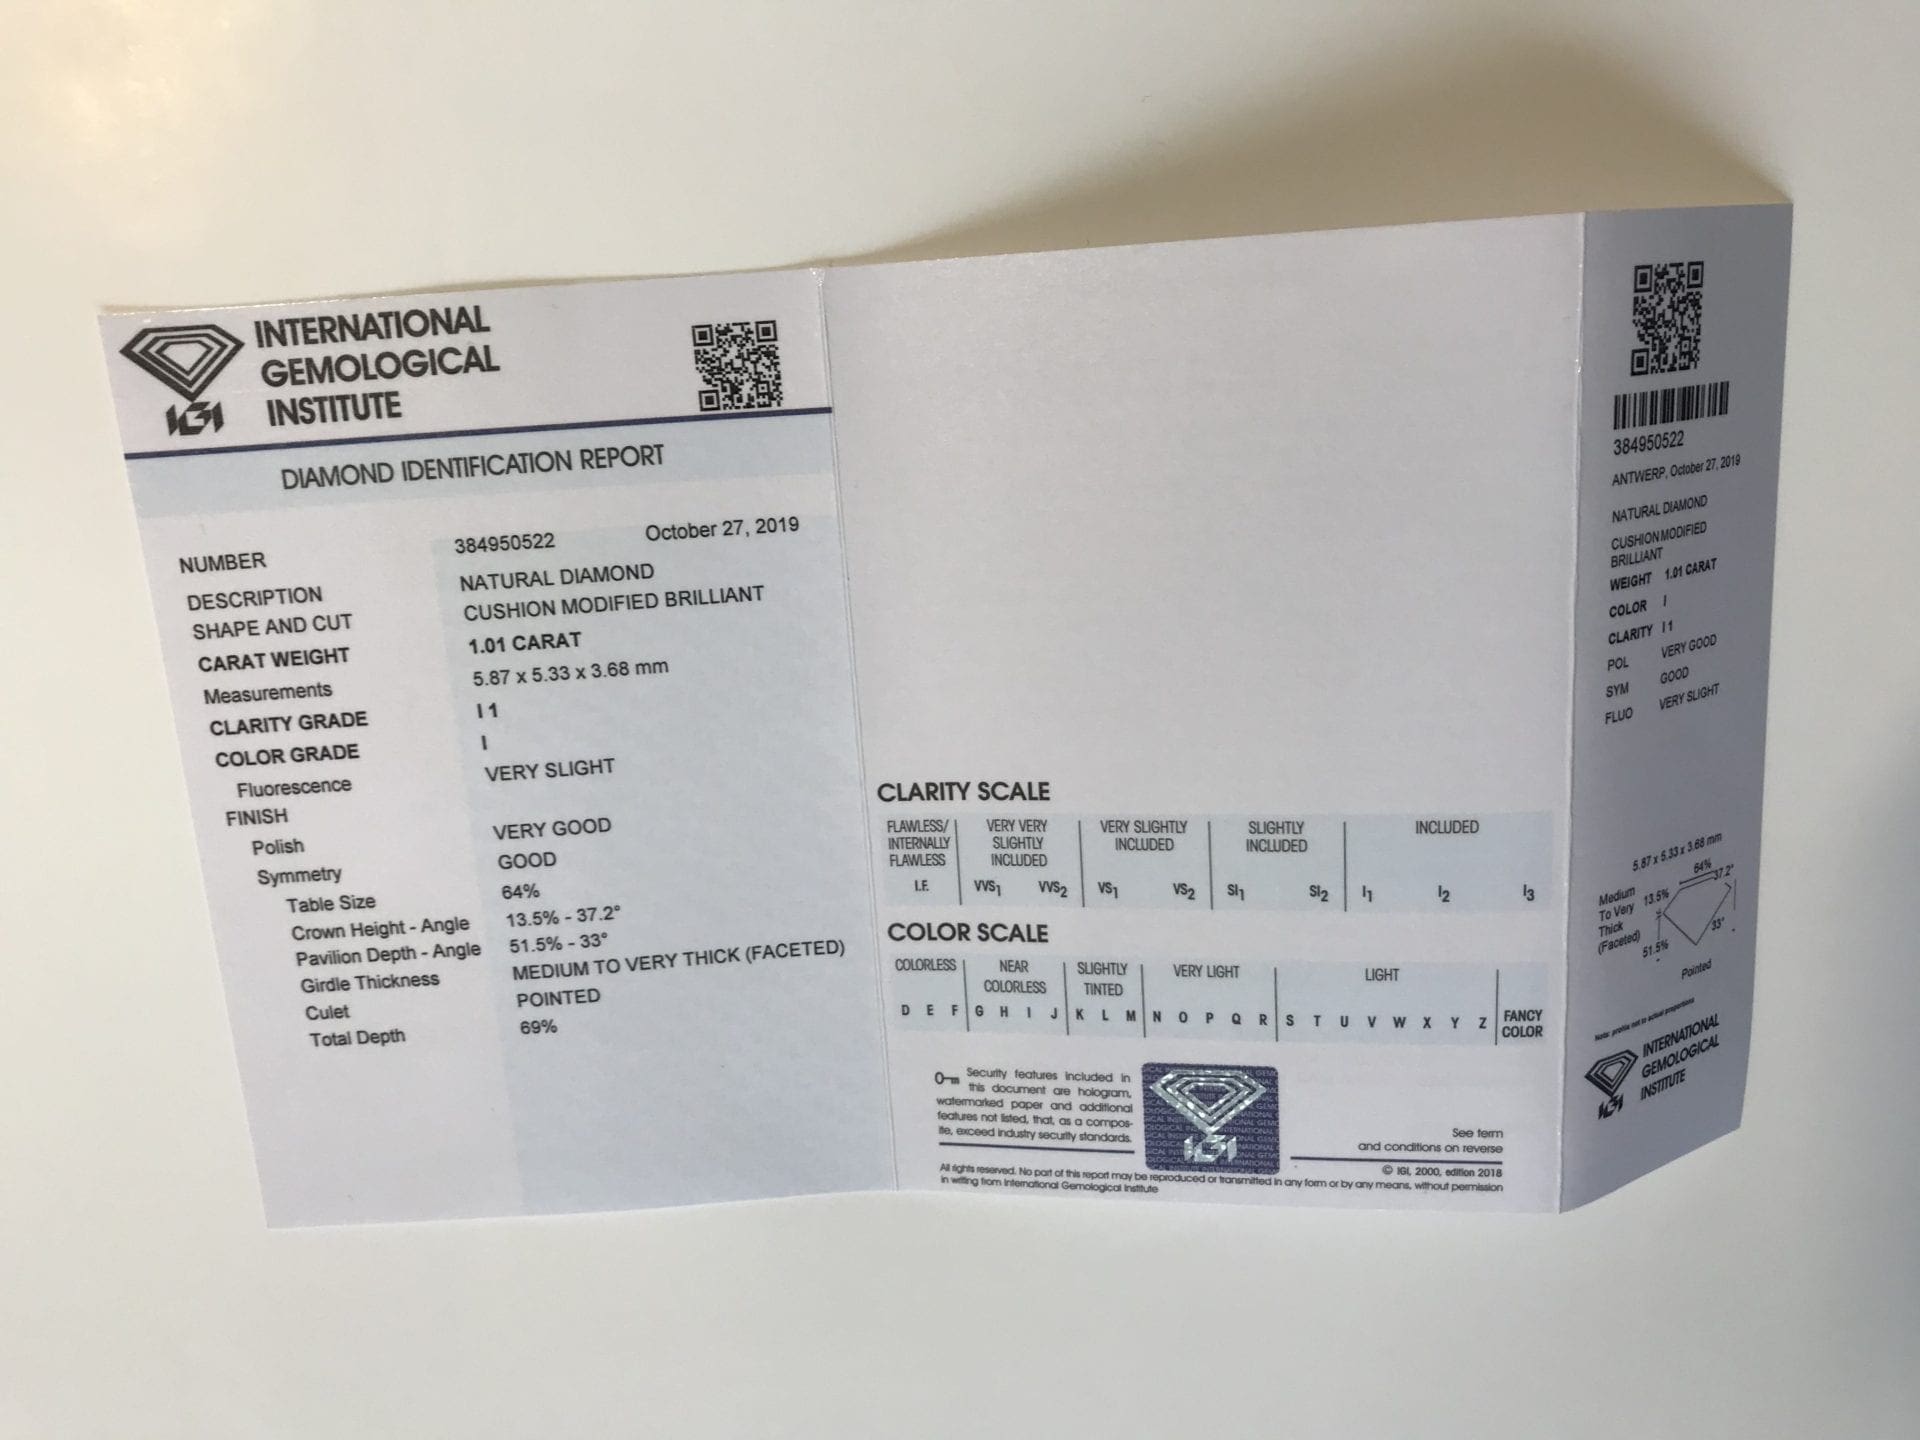 INTERNATIONAL
GEMOLOGICAL
INSTITUTE
IGI
DIAMOND IDENTIFICATION REPORT
NUMBER 384950522 October 27, 2019
DESCRIPTION NATURAL DIAMOND
SHAPE AND CUT CUSHION MODIFIED BRILLIANT
CARAT WEIGHT 1.01 CARAT
Measurements 5.87 x 5.33 x 3.68 mm
CLARITY GRADE I 1
COLOR GRADE I
Fluorescence VERY SLIGHT
FINISH
Polish VERY GOOD
Symmetry GOOD
Table Size 64%
Crown Height - Angle 13.5% - 37.2°
Pavilion Depth - Angle 51.5% - 33°
Girdle Thickness MEDIUM TO VERY THICK (FACETED)
Culet POINTED
Total Depth 69%
CLARITY SCALE
FLAWLESS/ INTERNALLY FLAWLESS VERY VERY SLIGHTLY INCLUDED VERY SLIGHTLY INCLUDED SLIGHTLY INCLUDED INCLUDED
I.F. VVS1 VVS2 VS1 VS2 SI1 SI2 I1 I2 I3
COLOR SCALE
COLORLESS NEAR COLORLESS SLIGHTLY TINTED VERY LIGHT LIGHT
D E F G H I J K L M N O P Q R S T U V W X Y Z FANCY COLOR
Security features included in
this document are hologram,
watermarked paper and additional
features not listed, that, as a compos-
ite, exceed industry security standards.
IGI
See term
and conditions on reverse
© IGI, 2000, edition 2018
All rights reserved. No part of this report may be reproduced or transmitted in any form or by any means, without permission
in writing from International Gemological Institute
384950522
ANTWERP, October 27, 2019
NATURAL DIAMOND
CUSHION MODIFIED
BRILLIANT
WEIGHT 1.01 CARAT
COLOR I
CLARITY I 1
POL VERY GOOD
SYM GOOD
FLUO VERY SLIGHT
5.87 x 5.33 x 3.68 mm
64%
37.2°
13.5%
Medium
To Very
Thick
(Faceted)
33°
51.5%
Pointed
Note: profile not to actual proportions
INTERNATIONAL
GEMOLOGICAL
INSTITUTE
IGI